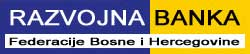 RAZVOJNA BANKA
Federacije Bosne i Hercegovine